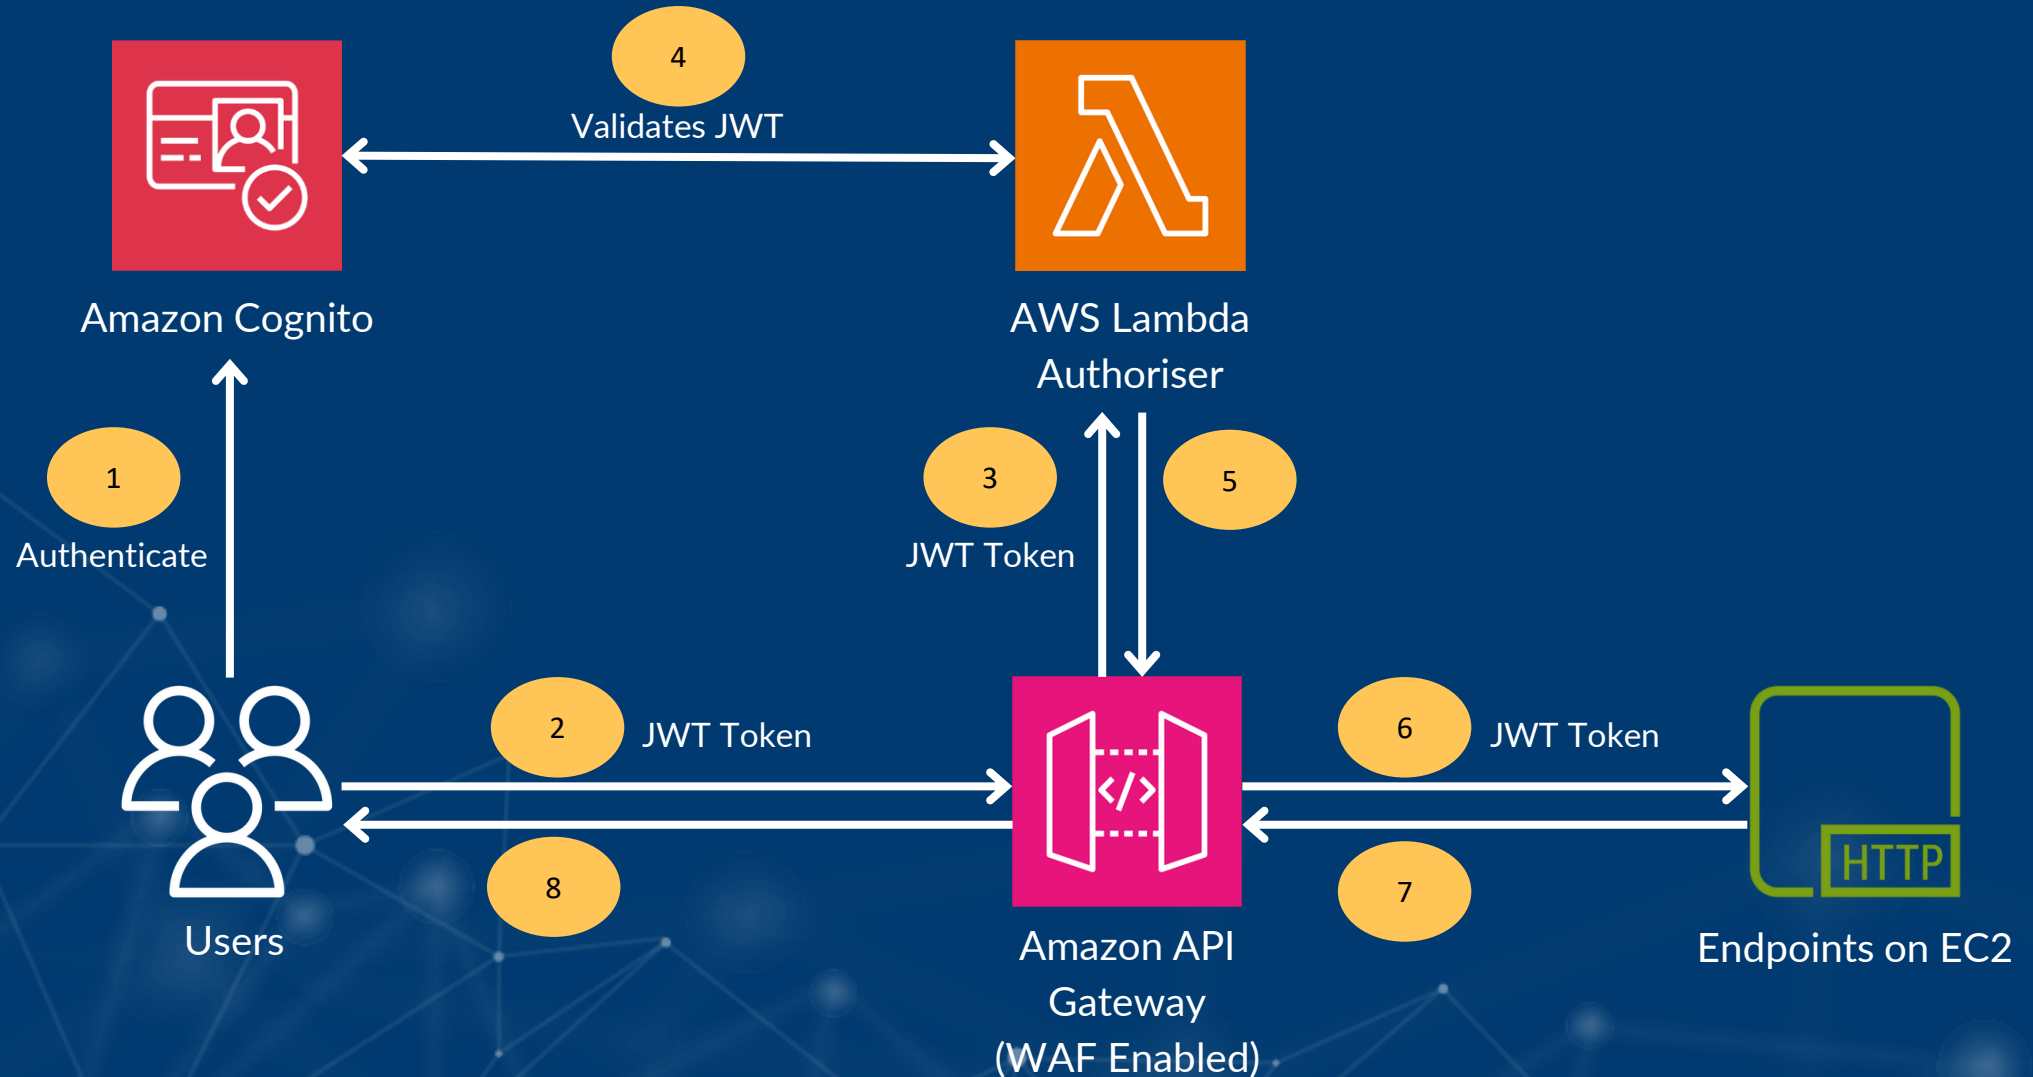 4
Validates JWT
Amazon Cognito
AWS Lambda
Authoriser
1
Authenticate
3
JWT Token
5
2
JWT Token
6
JWT Token
8
7
HTTP
Users
Amazon API
Gateway
(WAF Enabled)
Endpoints on EC2